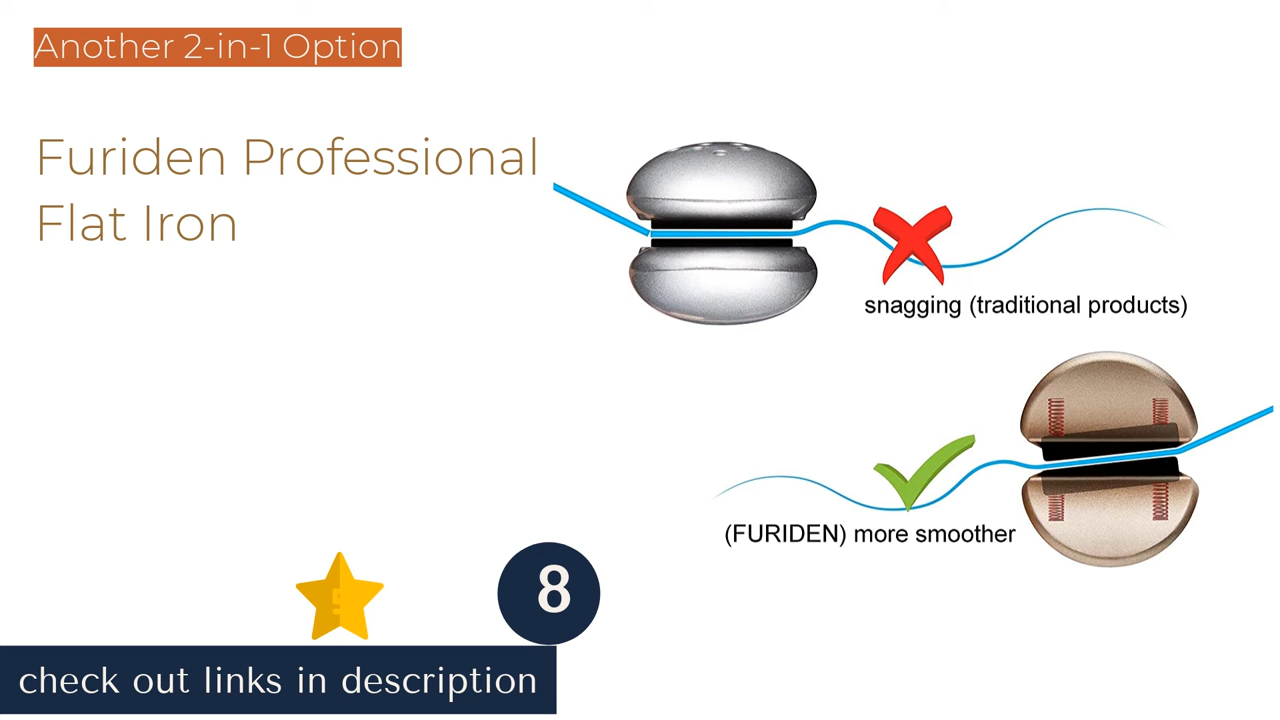 Another 2-in-1 Option
Furiden Professional
Flat Iron
snagging (traditional products)
(FURIDEN) more smoother
8
check out links in description